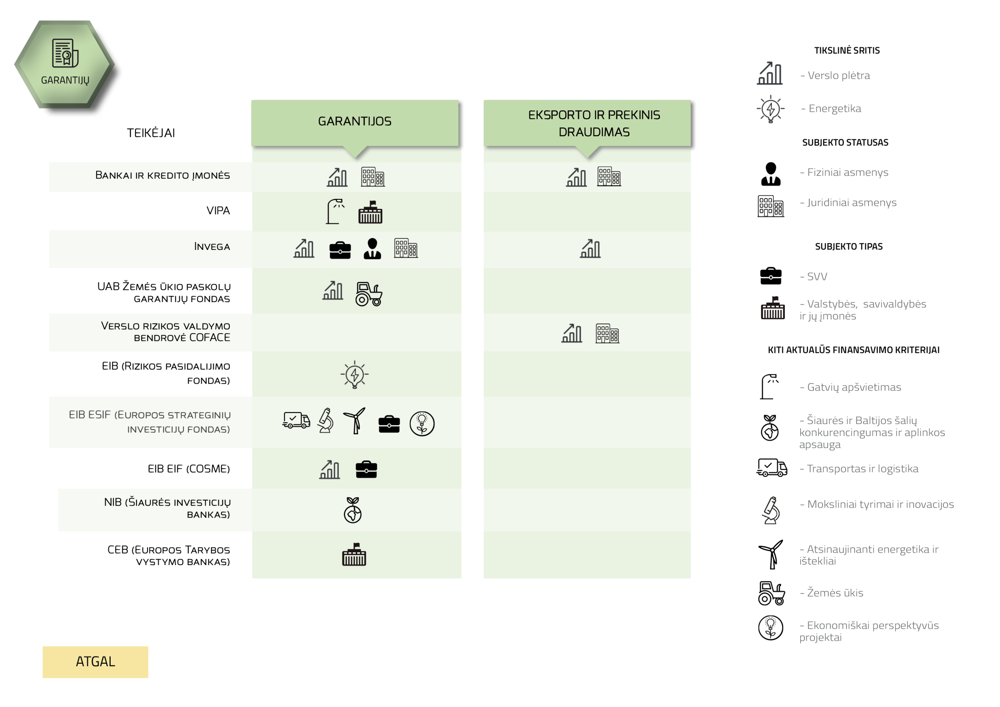 GARANTIJŲ
TEIKĖJAI
GARANTIJOS
EKSPORTO IR PREKINIS
DRAUDIMAS
BANKAI IR KREDITO ĮMONĖS
VIPA
INVEGA
UAB ŽEMĖS ŪKIO PASKOLŲ
GARANTIJŲ FONDAS
VERSLO RIZIKOS VALDYMO
BENDROVĖ COFACE
EIB (RIZIKOS PASIDALIJIMO
FONDAS)
EIB ESIF (EUROPOS STRATEGINIŲ
INVESTICIJŲ FONDAS)
EIB EIF (COSME)
NIB (ŠIAURĖS INVESTICIJŲ
BANKAS)
CEB (EUROPOS TARYBOS
VYSTYMO BANKAS)
ATGAL
TIKSLINĖ SRITIS
- Verslo plėtra
- Energetika
SUBJEKTO STATUSAS
- Fiziniai asmenys
- Juridiniai asmenys
SUBJEKTO TIPAS
- SVV
- Valstybės, savivaldybės
ir jų įmonės
KITI AKTUALŪS FINANSAVIMO KRITERIJAI
- Gatvių apšvietimas
- Šiaurės ir Baltijos šalių
konkurencingumas ir aplinkos
apsauga
- Transportas ir logistika
- Moksliniai tyrimai ir inovacijos
- Atsinaujinanti energetika ir
ištekliai
- Žemės ūkis
- Ekonomiškai perspektyvūs
projektai